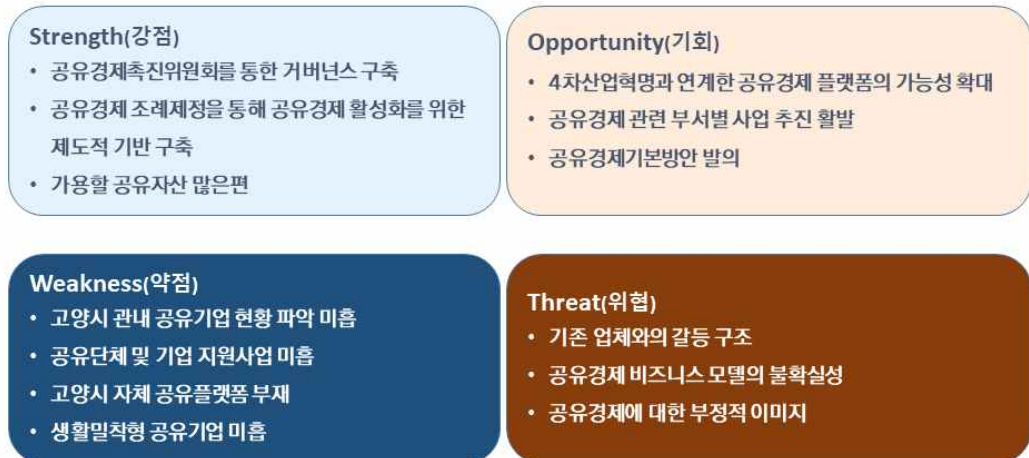 Strength(강점)
• 공유경제촉진위원회를 통한 거버넌스 구축
• 공유경제 조례제정을 통해 공유경제 활성화를 위한
제도적 기반 구축
• 가용할 공유자산 많은편
Opportunity(기회)
• 4차산업혁명과 연계한 공유경제 플랫폼의 가능성 확대
• 공유경제 관련 부서별 사업 추진 활발
• 공유경제기본방안 발의
Weakness(약점)
• 고양시 관내 공유기업 현황 파악 미흡
• 공유단체 및 기업 지원사업 미흡
• 고양시 자체 공유플랫폼 부재
• 생활밀착형 공유기업 미흡
Threat(위협)
• 기존 업체와의 갈등 구조
• 공유경제 비즈니스 모델의 불확실성
• 공유경제에 대한 부정적 이미지